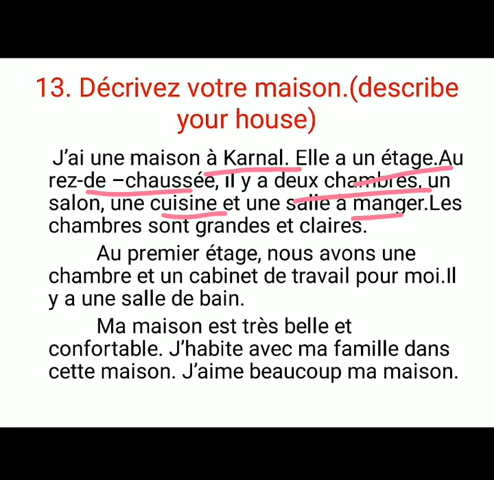 13. Décrivez votre maison.(describe
your house)
J'ai une maison à Karnal. Elle a un étage.Au
rez-de –chaussée, il y a deux chambres, un
salon, une cuisine et une salle à manger.Les
chambres sont grandes et claires.
Au premier étage, nous avons une
chambre et un cabinet de travail pour moi.Il
y a une salle de bain.
Ma maison est très belle et
confortable. J'habite avec ma famille dans
cette maison. J'aime beaucoup ma maison.